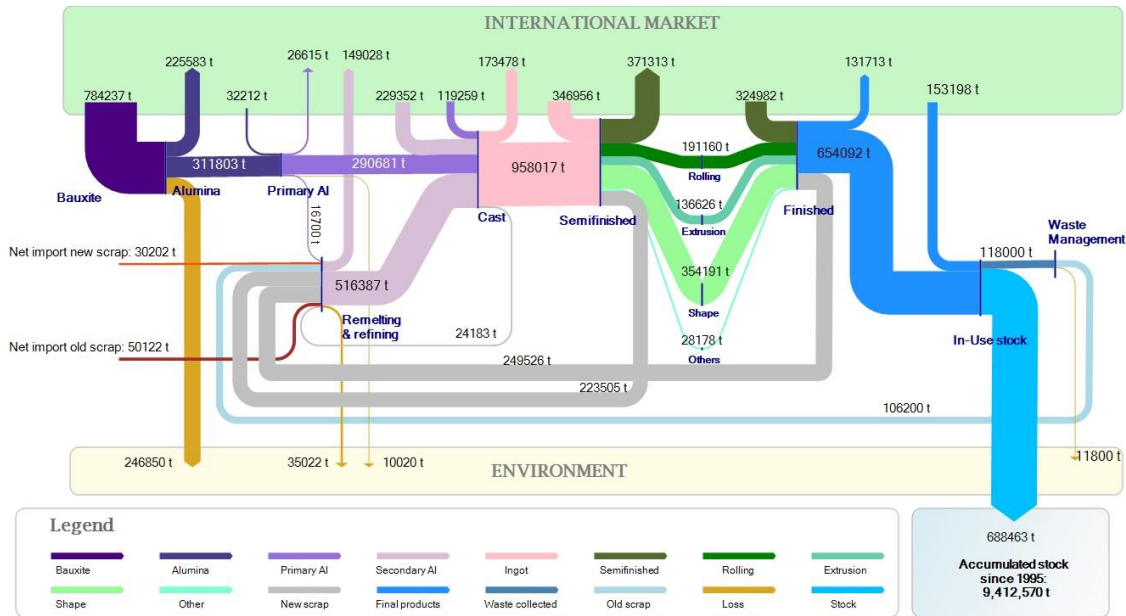 INTERNATIONAL MARKET
225583 t
26615 t
149028 t
173478 t
371313 t
131713 t
784237 t
32212 t
229352 t
119259 t
346956 t
324982 t
153198 t
311803 t
290681 t
958017 t
191160 t
654092 t
Rolling
Bauxite
Alumina
Primary Al
Cast
Semifinished
136626 t
Extrusion
Finished
16700 t
Waste
Management
Net import new scrap: 30202 t
118000 t
516387 t
354191 t
Shape
Remelting
& refining
24183 t
28178 t
Others
In-Use stock
Net import old scrap: 50122 t
249526 t
223505 t
106200 t
246850 t
35022 t
10020 t
ENVIRONMENT
11800 t
Legend
Bauxite
Alumina
Primary Al
Secondary Al
Ingot
Semifinished
Rolling
Extrusion
Shape
Other
New scrap
Final products
Waste collected
Old scrap
Loss
Stock
688463 t
Accumulated stock
since 1995:
9,412,570 t